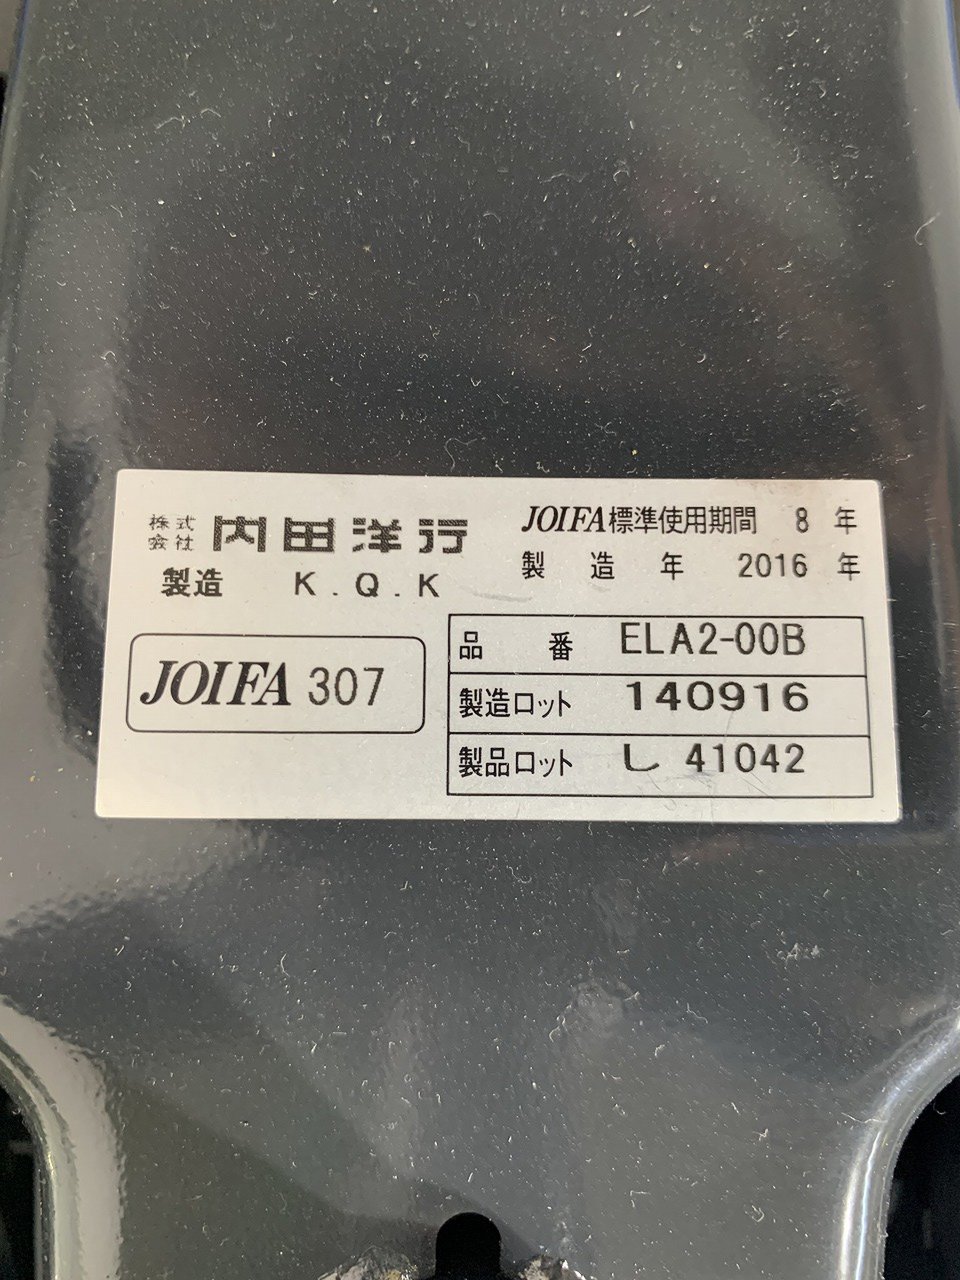 株式会社 内田洋行
製造 K.Q.K
JOIFA 307
JOIFA標準使用期間 8 年
製造年 2016 年
品番 ELA2-00B
製造ロット 140916
製品ロット し 41042